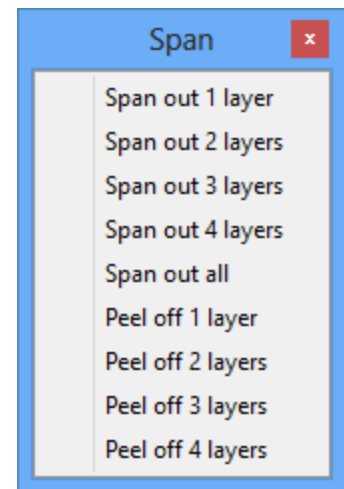 Span
x
Span out 1 layer
Span out 2 layers
Span out 3 layers
Span out 4 layers
Span out all
Peel off 1 layer
Peel off 2 layers
Peel off 3 layers
Peel off 4 layers